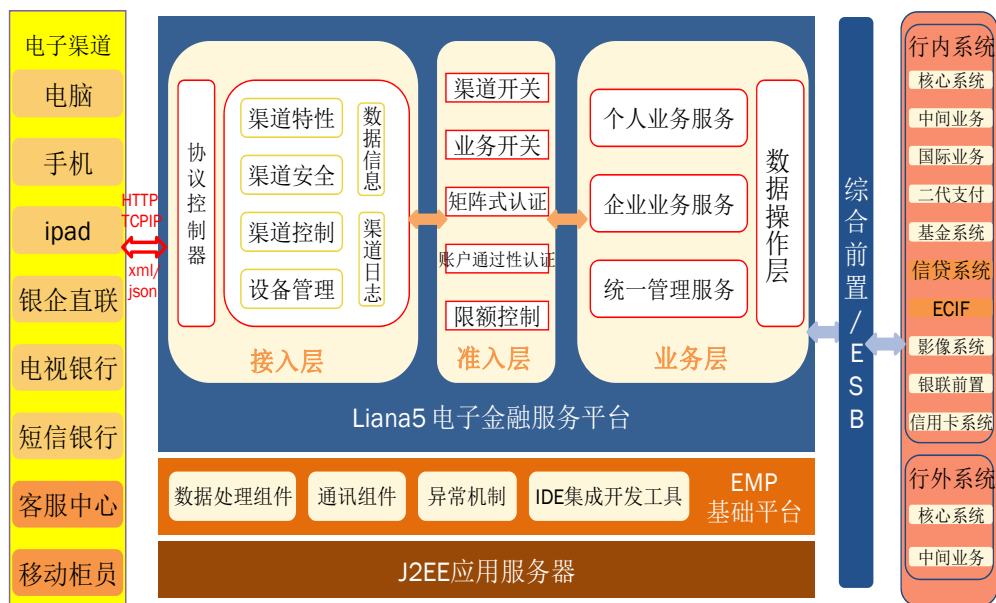 电子渠道
电脑
手机
ipad
银企直联
电视银行
短信银行
客服中心
移动柜员
HTTP
TCPIP
xml/
json
协议控制器
渠道特性
渠道安全
渠道控制
设备管理
数据信息
渠道日志
接入层
渠道开关
业务开关
矩阵式认证
账户通过性认证
限额控制
准入层
个人业务服务
企业业务服务
统一管理服务
数据操作层
业务层
Liana5 电子金融服务平台
数据处理组件
通讯组件
异常机制
IDE集成开发工具
EMP
基础平台
J2EE应用服务器
综合前置/ESB
行内系统
核心系统
中间业务
国际业务
二代支付
基金系统
信贷系统
ECIF
影像系统
银联前置
信用卡系统
行外系统
核心系统
中间业务